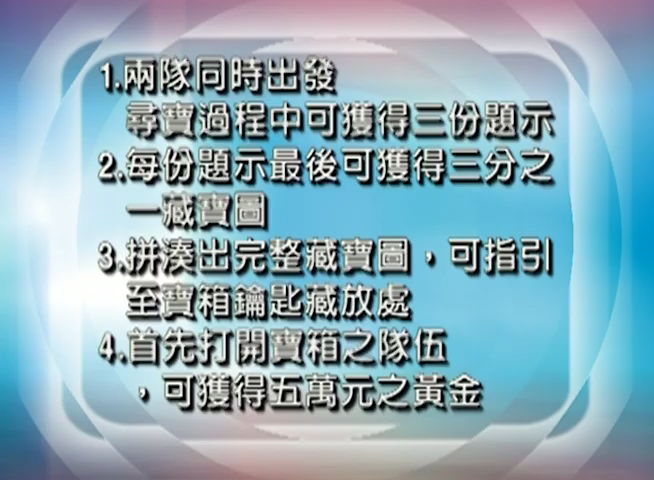 1.兩隊同時出發
尋寶過程中可獲得三份題示
2.每份題示最後可獲得三分之
一藏寶圖
3.拼湊出完整藏寶圖，可指引
至寶箱鑰匙藏放處
4.首先打開寶箱之隊伍
，可獲得五萬元之黃金